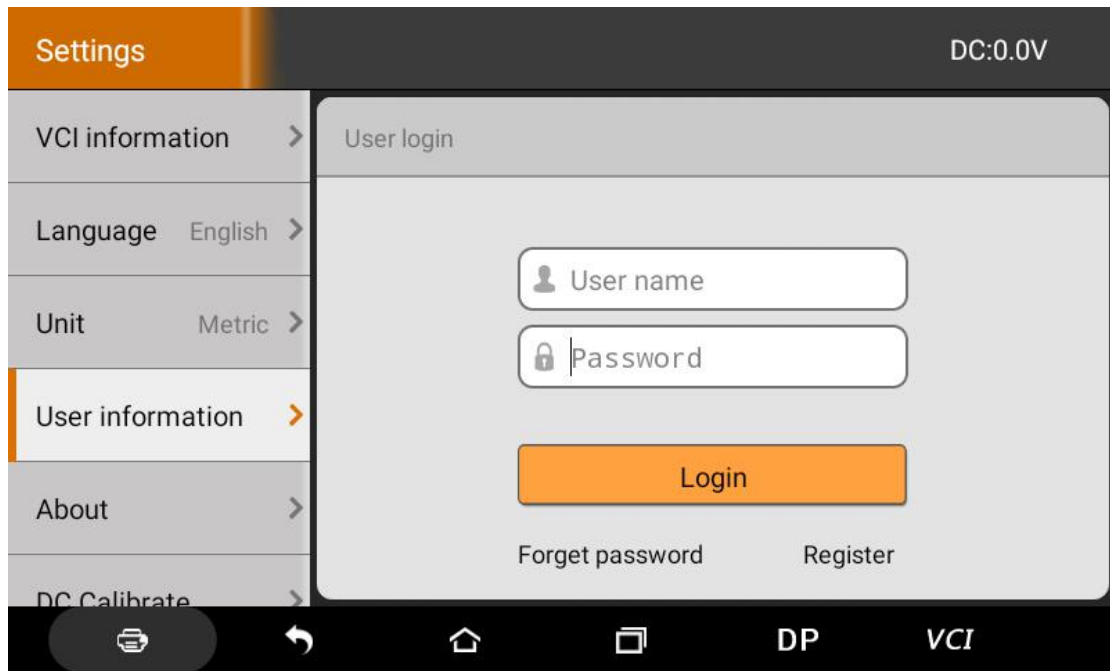 Settings
DC:0.0V
VCI information
User login
Language English
User name
Unit Metric
Password
User information
Login
About
Forget password Register
DC Calibrate
DP VCI